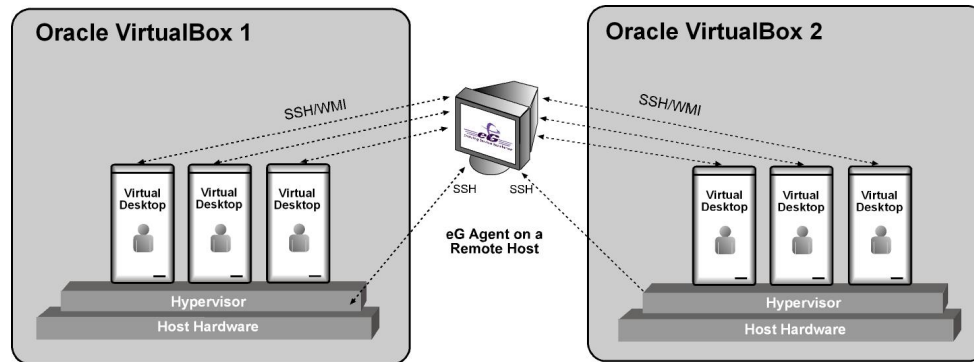 Oracle VirtualBox 1
SSH/WMI
Virtual
Desktop
Virtual
Desktop
Virtual
Desktop
Hypervisor
Host Hardware
eG
SSH
SSH
eG Agent on a
Remote Host
Oracle VirtualBox 2
SSH/WMI
Virtual
Desktop
Virtual
Desktop
Virtual
Desktop
Hypervisor
Host Hardware